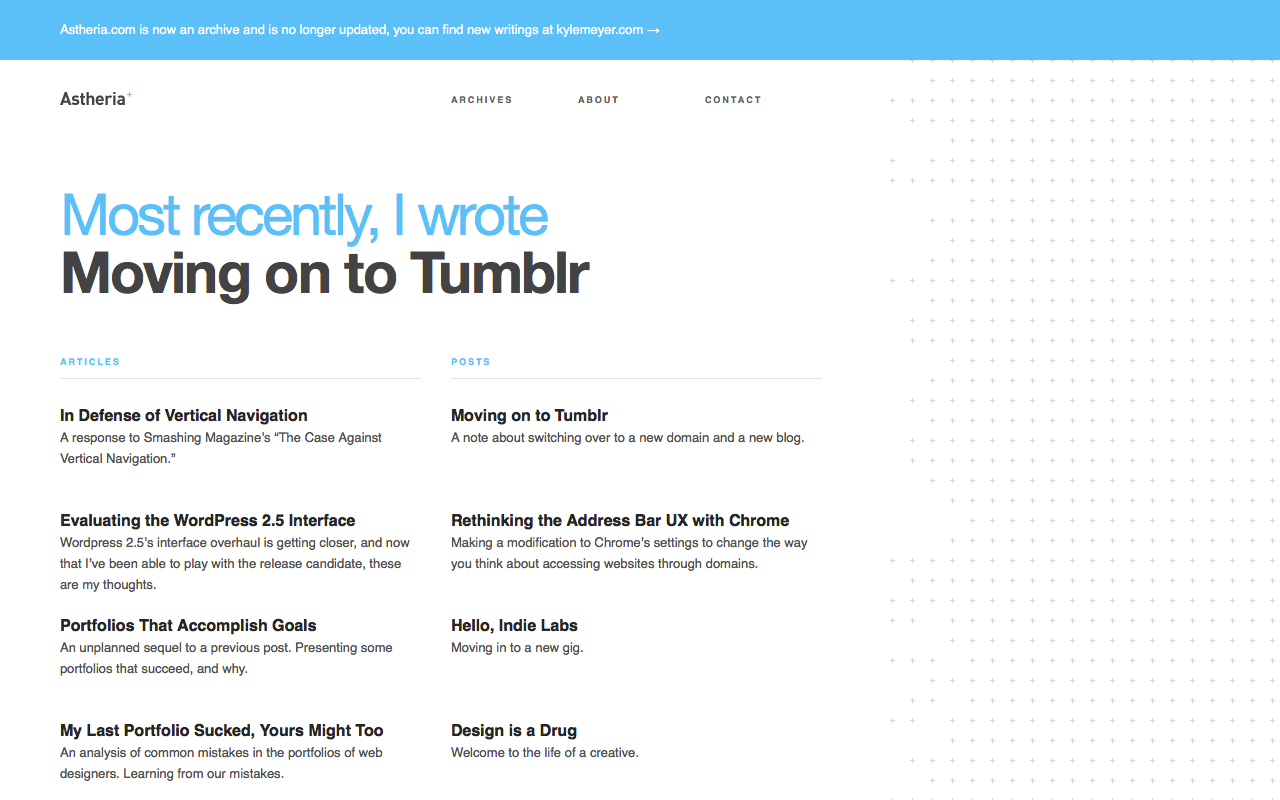 Astheria.com is now an archive and is no longer updated, you can find new writings at kylemeyer.com →
Astheria+
ARCHIVES
ABOUT
CONTACT
Most recently, I wrote
Moving on to Tumblr
ARTICLES
In Defense of Vertical Navigation
A response to Smashing Magazine’s “The Case Against
Vertical Navigation.”
Evaluating the WordPress 2.5 Interface
Wordpress 2.5’s interface overhaul is getting closer, and now
that I’ve been able to play with the release candidate, these
are my thoughts.
Portfolios That Accomplish Goals
An unplanned sequel to a previous post. Presenting some
portfolios that succeed, and why.
My Last Portfolio Sucked, Yours Might Too
An analysis of common mistakes in the portfolios of web
designers. Learning from our mistakes.
POSTS
Moving on to Tumblr
A note about switching over to a new domain and a new blog.
Rethinking the Address Bar UX with Chrome
Making a modification to Chrome’s settings to change the way
you think about accessing websites through domains.
Hello, Indie Labs
Moving in to a new gig.
Design is a Drug
Welcome to the life of a creative.